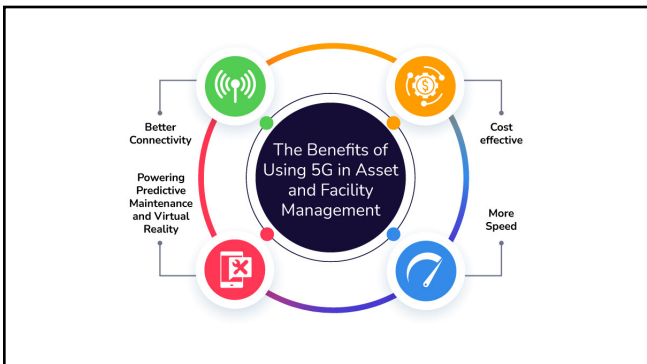 Better
Connectivity
Cost
effective
The Benefits of
Using 5G in Asset
and Facility
Management
Powering
Predictive
Maintenance
and Virtual
Reality
More
Speed
$